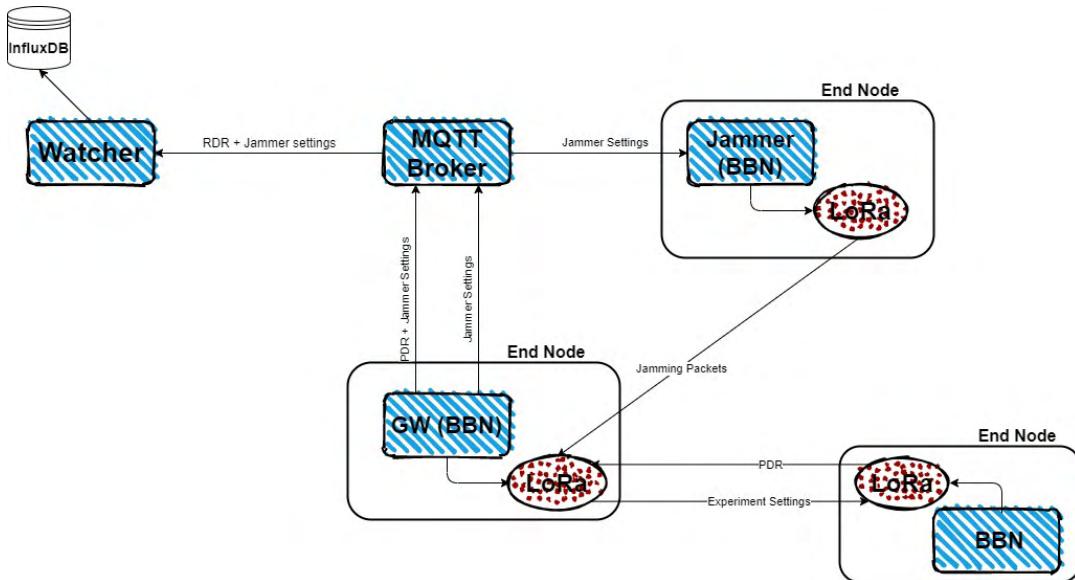 InfluxDB
End Node
Watcher
RDR + Jammer settings
MQTT
Broker
Jammer Settings
Jammer
(BBN)
LoRa
PDR + Jammer Settings
Jammer Settings
End Node
Jamming Packets
GW (BBN)
LoRa
End Node
PDR
LoRa
Experiment Settings
BBN